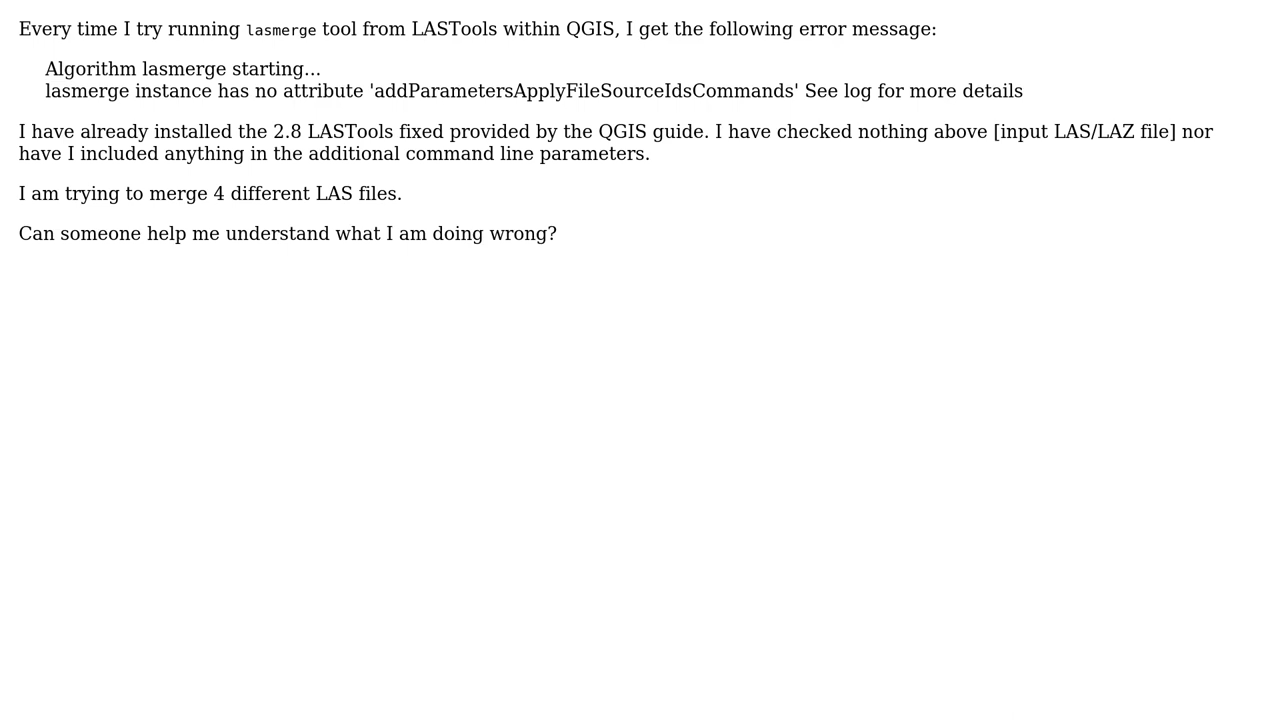 Every time I try running lasmerge tool from LASTools within QGIS, I get the following error message:
Algorithm lasmerge starting...
lasmerge instance has no attribute 'addParametersApplyFileSourceIdsCommands' See log for more details
I have already installed the 2.8 LASTools fixed provided by the QGIS guide. I have checked nothing above [input LAS/LAZ file] nor
have I included anything in the additional command line parameters.
I am trying to merge 4 different LAS files.
Can someone help me understand what I am doing wrong?